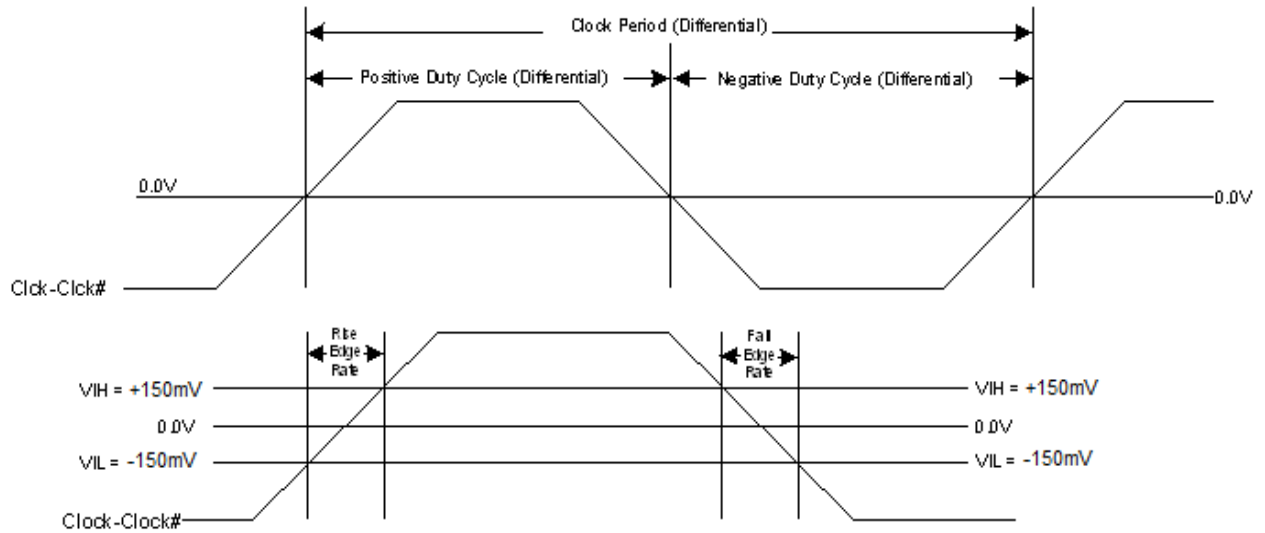 Clock Period (Differential)
Positive Duty Cycle (Differential)
Negative Duty Cycle (Differential)
0.0V
0.0V
Clck-Clck#
Rise
Edge
Rate
Fall
Edge
Rate
VIH = +150mV
VIH = +150mV
0.0V
0.0V
VIL = -150mV
VIL = -150mV
Clock-Clock#